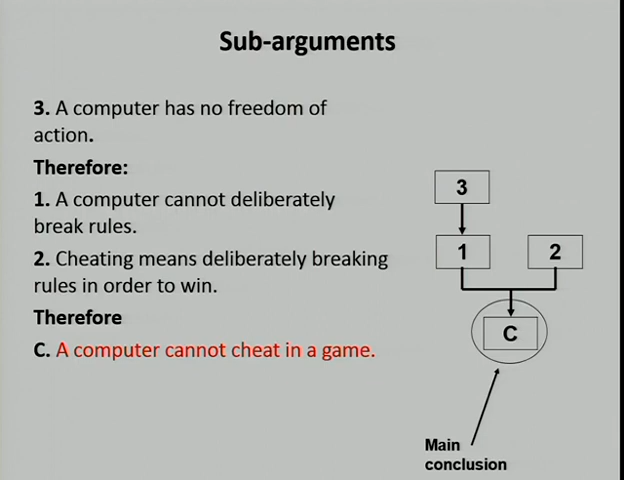 Sub-arguments
3. A computer has no freedom of
action.
Therefore:
1. A computer cannot deliberately
break rules.
2. Cheating means deliberately breaking
rules in order to win.
Therefore
C. A computer cannot cheat in a game.
3
1
2
C
Main
conclusion